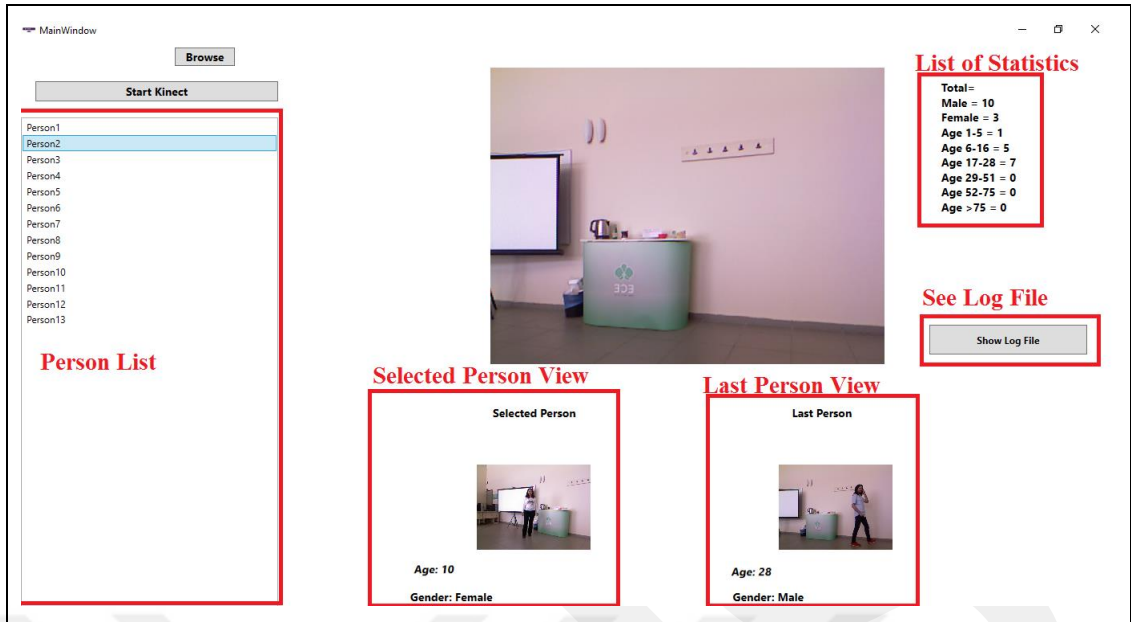 MainWindow
Browse
Start Kinect
Person1
Person2
Person3
Person4
Person5
Person6
Person7
Person8
Person9
Person10
Person11
Person12
Person13
Person List
ECE
List of Statistics
Total=
Male = 10
Female = 3
Age 1-5 = 1
Age 6-16 = 5
Age 17-28 = 7
Age 29-51 = 0
Age 52-75 = 0
Age >75 = 0
See Log File
Show Log File
Selected Person View
Selected Person
Age: 10
Gender: Female
Last Person View
Last Person
Age: 28
Gender: Male